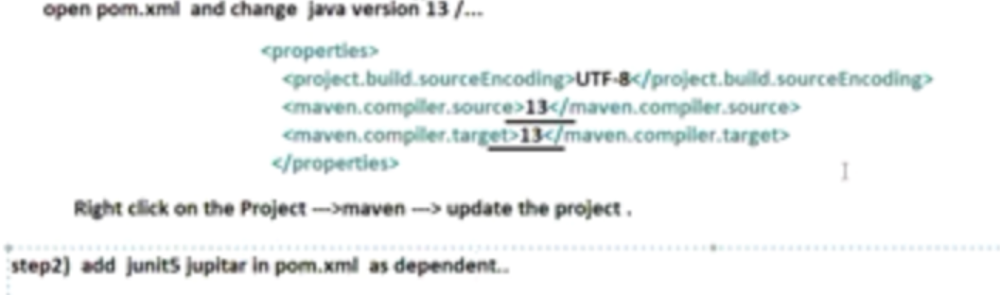 open pom.xml and change java version 13 /...
<properties>
<project.build.sourceEncoding>UTF-8</project.build.sourceEncoding>
<maven.compiler.source>13</maven.compiler.source>
<maven.compiler.target>13</maven.compiler.target>
</properties>
Right click on the Project --->maven ---> update the project .
step2) add junit5 jupitar in pom.xml as dependent..